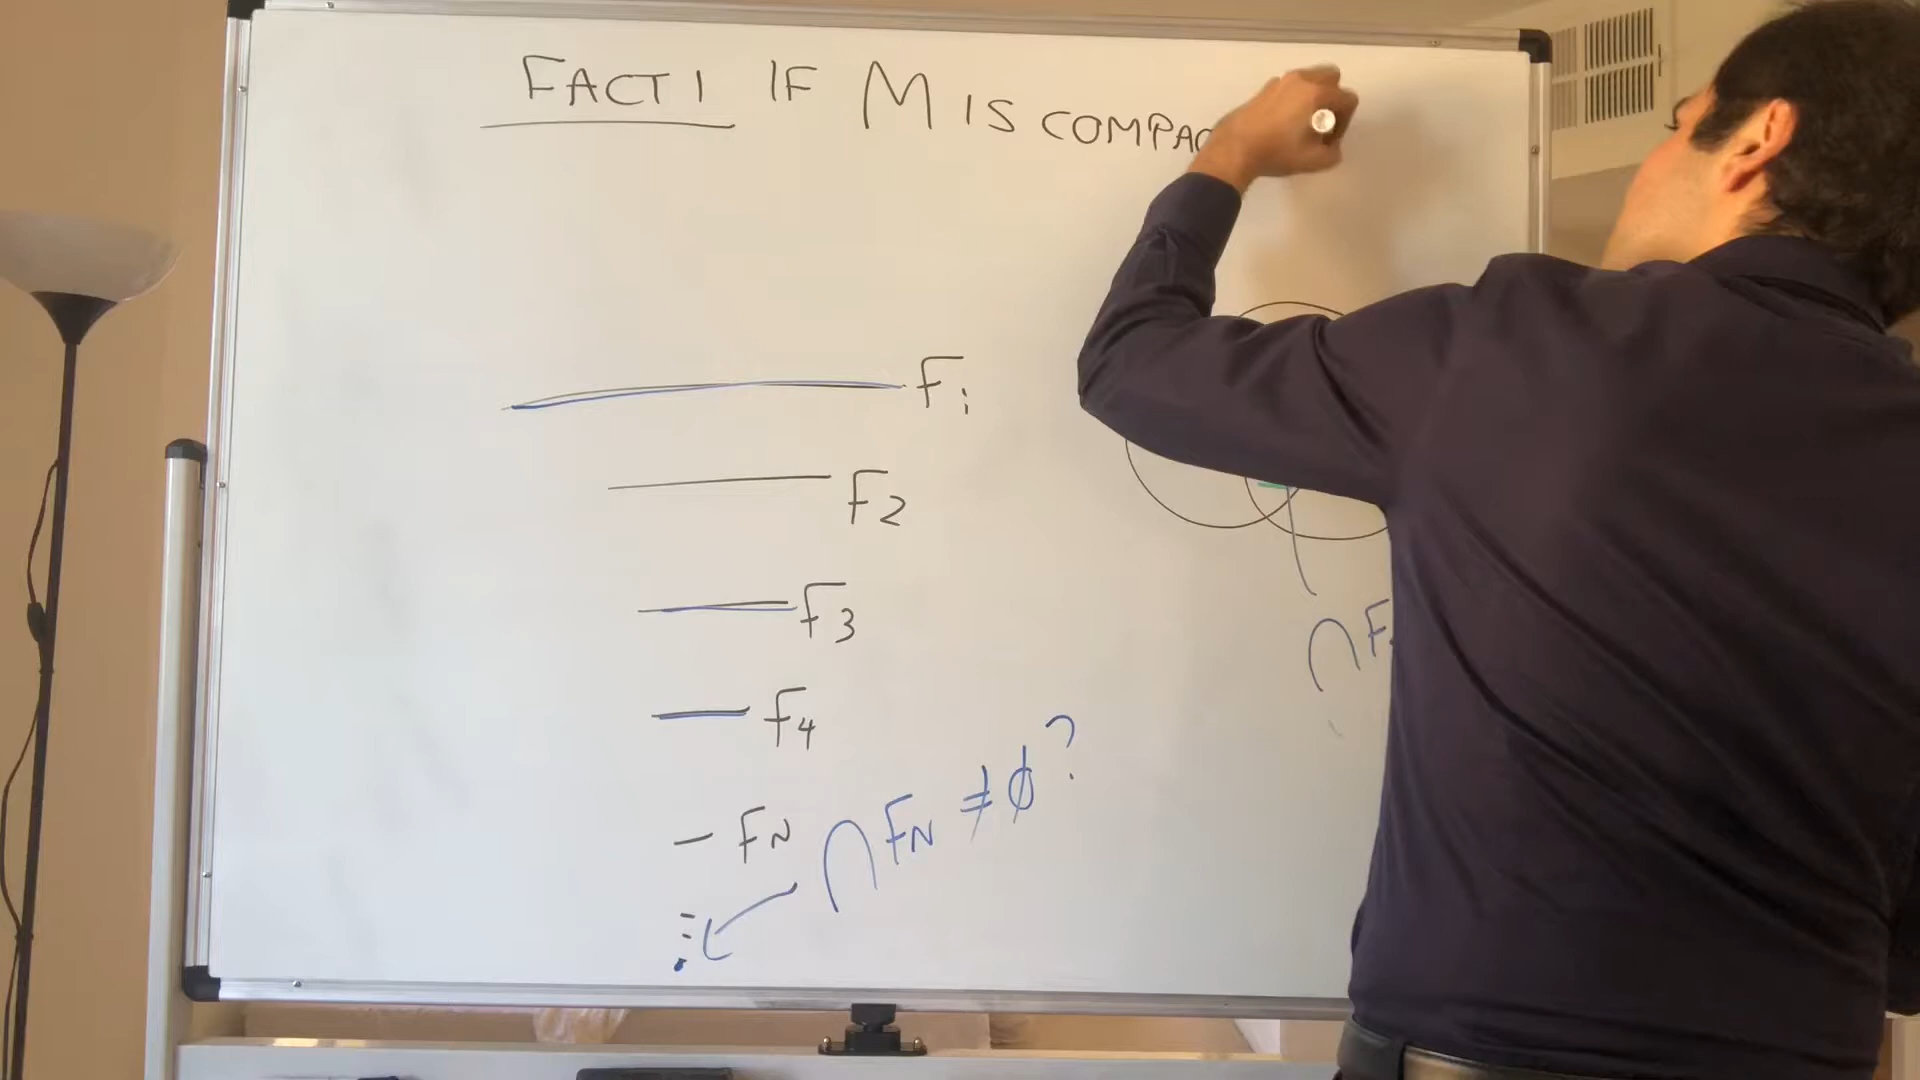 FACT 1 IF M IS COMPAC
F1
F2
F3
F4
FN
⋂ FN ≠ ∅ ?
⋂ F